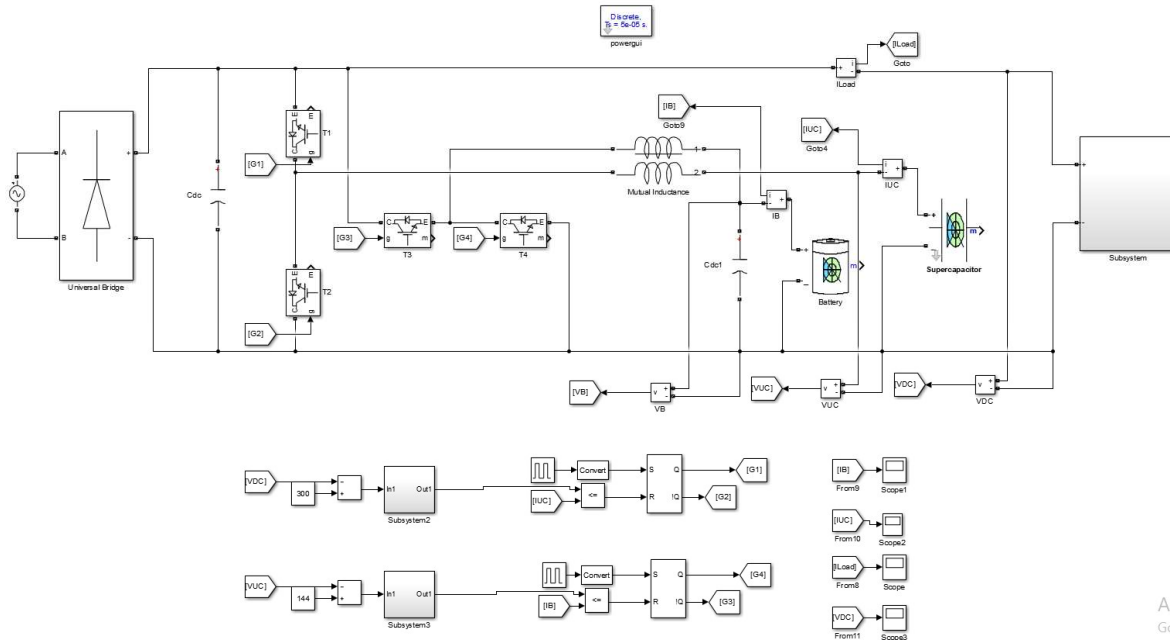 Discrete,
Ts = 5e-05 s.
powergui
[ILoad]
Goto
i
+
-
ILoad
[IB]
Goto9
[IUC]
Goto4
A
B
+
-
Universal Bridge
Cdc
E
E
T1
C
g
[G1]
1
2
Mutual Inductance
i
+
-
IUC
i
+
-
IB
+
m
Supercapacitor
+
-
Subsystem
[G3]
C
E
g
m
T3
[G4]
C
E
g
m
T4
Cdc1
+
m
Battery
E
E
T2
C
g
[G2]
[VB]
v
+
-
VB
[VUC]
v
+
-
VUC
[VDC]
v
+
-
VDC
[VDC]
300
−
+
In1
Out1
Subsystem2
Convert
[IUC]
<=
S
R
Q
!Q
[G1]
[G2]
[IB]
From9
Scope1
[IUC]
From10
Scope2
[VUC]
144
−
+
In1
Out1
Subsystem3
Convert
[IB]
<=
S
R
Q
!Q
[G4]
[G3]
[ILoad]
From8
Scope
[VDC]
From11
Scope3
A
Go